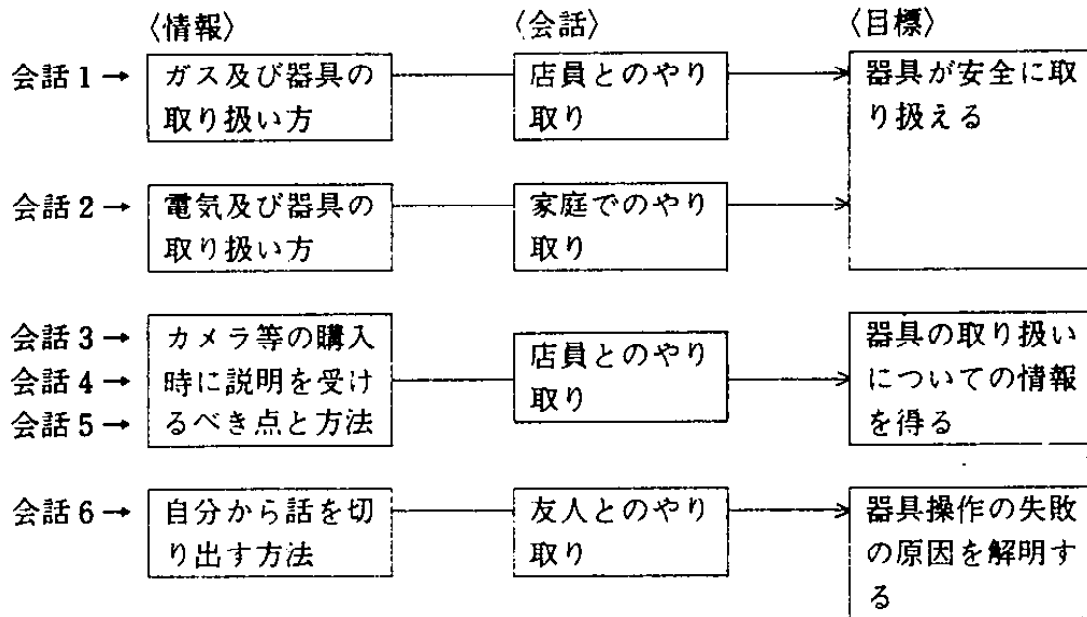 〈情報〉 〈会話〉 〈目標〉
会話1→ ガス及び器具の 店員とのやり 器具が安全に取
取り扱い方 取り り扱える
会話2→ 電気及び器具の 家庭でのやり
取り扱い方 取り
会話3→ カメラ等の購入 店員とのやり 器具の取り扱い
会話4→ 時に説明を受け 取り についての情報
会話5→ るべき点と方法 を得る
会話6→ 自分から話を切 友人とのやり 器具操作の失敗
り出す方法 取り の原因を解明す
る